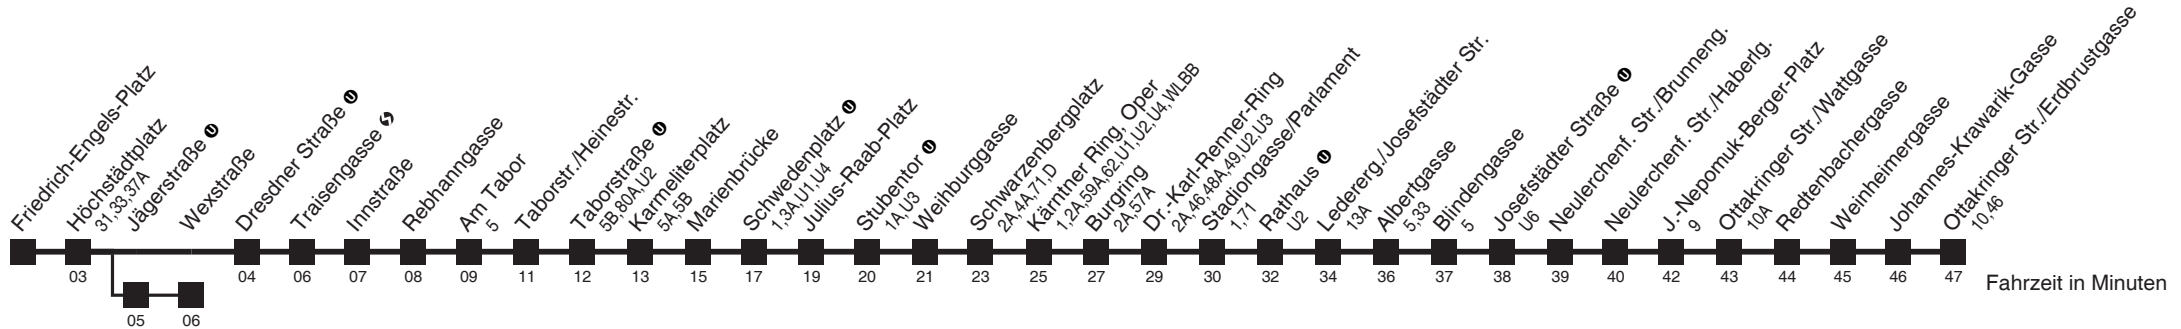 Friedrich-Engels-Platz
Höchstädtplatz
31,33,37A
03
Jägerstraße U
05
Wexstraße
06
Dresdner Straße U
04
Traisengasse S
06
Innstraße
07
Rebhanngasse
08
Am Tabor
5
09
Taborstr./Heinestr.
11
Taborstraße U
5B,80A,U2
12
Karmeliterplatz
5A,5B
13
Marienbrücke
15
Schwedenplatz U
1,3A,U1,U4
17
Julius-Raab-Platz
19
Stubentor U
1A,U3
20
Weihburggasse
21
Schwarzenbergplatz
2A,4A,71,D
23
Kärntner Ring, Oper
1,2A,59A,62,U1,U2,U4,WLBB
25
Burgring
2A,57A
27
Dr.-Karl-Renner-Ring
2A,46,48A,49,U2,U3
29
Stadiongasse/Parlament
1,71
30
Rathaus U
U2
32
Ledererg./Josefstädter Str.
13A
34
Albertgasse
5,33
36
Blindengasse
5
37
Josefstädter Straße U
U6
38
Neulerchenf. Str./Brunneng.
39
Neulerchenf. Str./Haberlg.
40
J.-Nepomuk-Berger-Platz
9
42
Ottakringer Str./Wattgasse
10A
43
Redtenbachergasse
44
Weinheimergasse
45
Johannes-Krawarik-Gasse
46
Ottakringer Str./Erdbrustgasse
10,46
47
Fahrzeit in Minuten